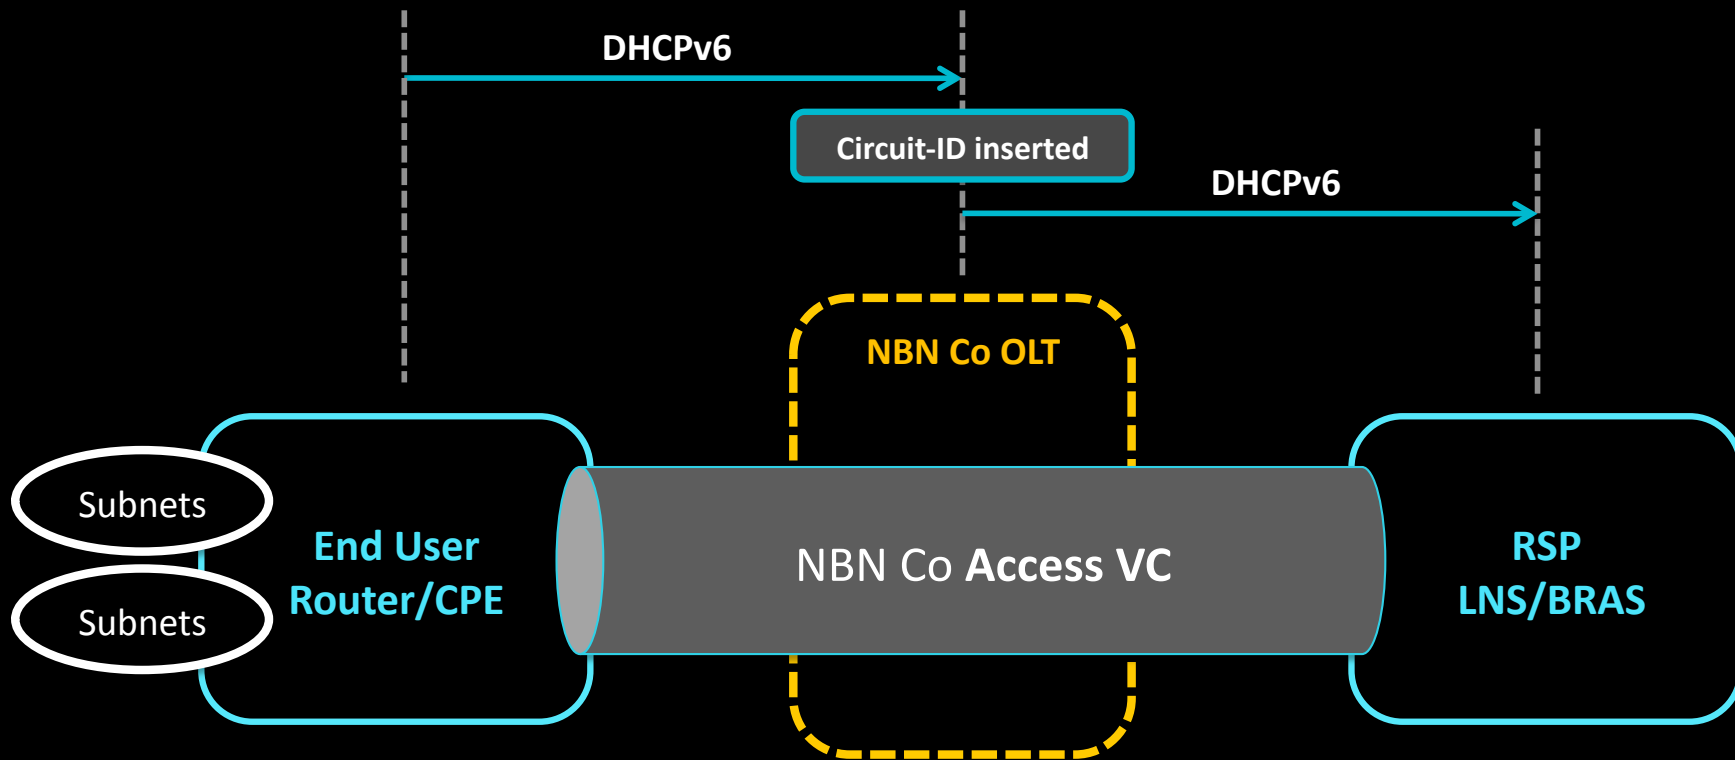 DHCPv6
Circuit-ID inserted
DHCPv6
NBN Co OLT
Subnets
Subnets
End User
Router/CPE
NBN Co Access VC
RSP
LNS/BRAS